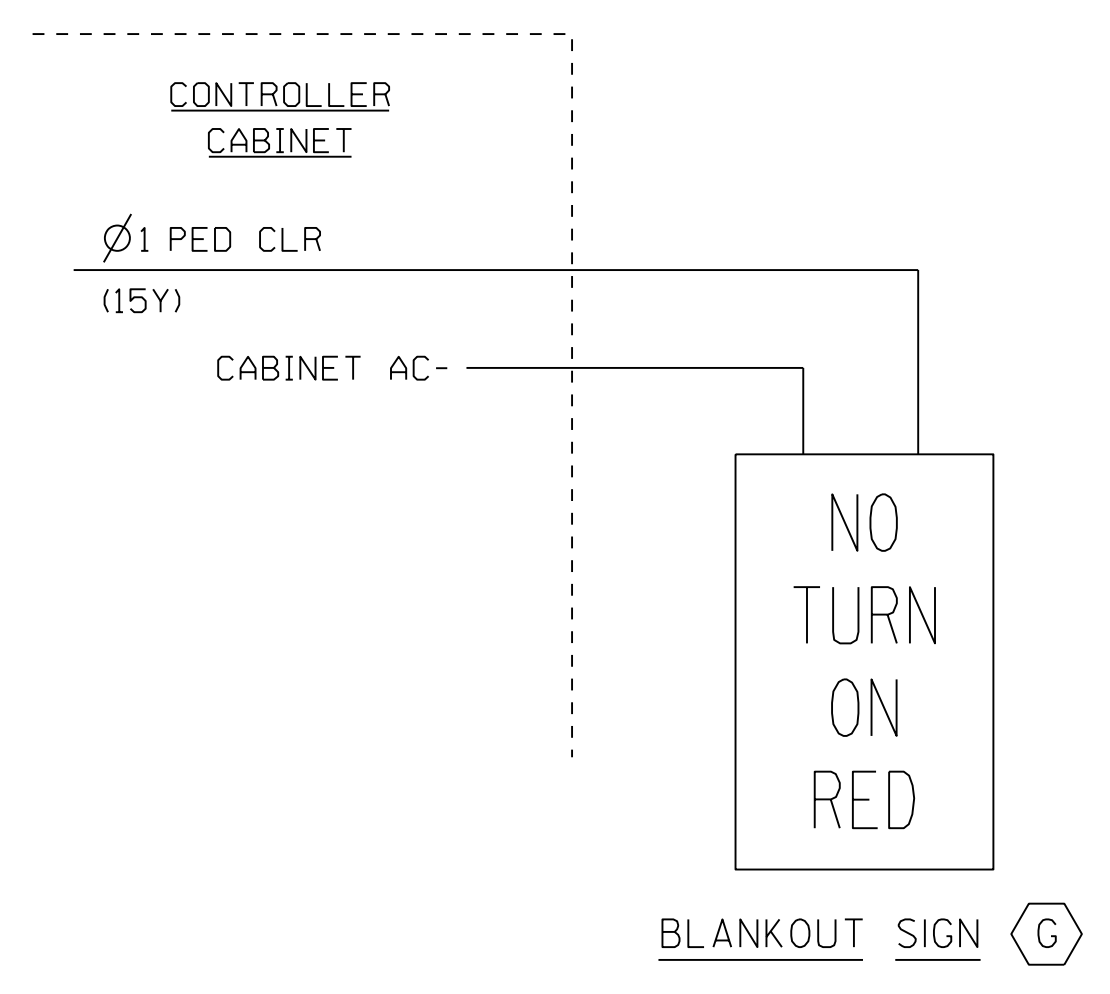 CONTROLLER
CABINET
Ø1 PED CLR
(15Y)
CABINET AC-
NO
TURN
ON
RED
BLANKOUT SIGN G